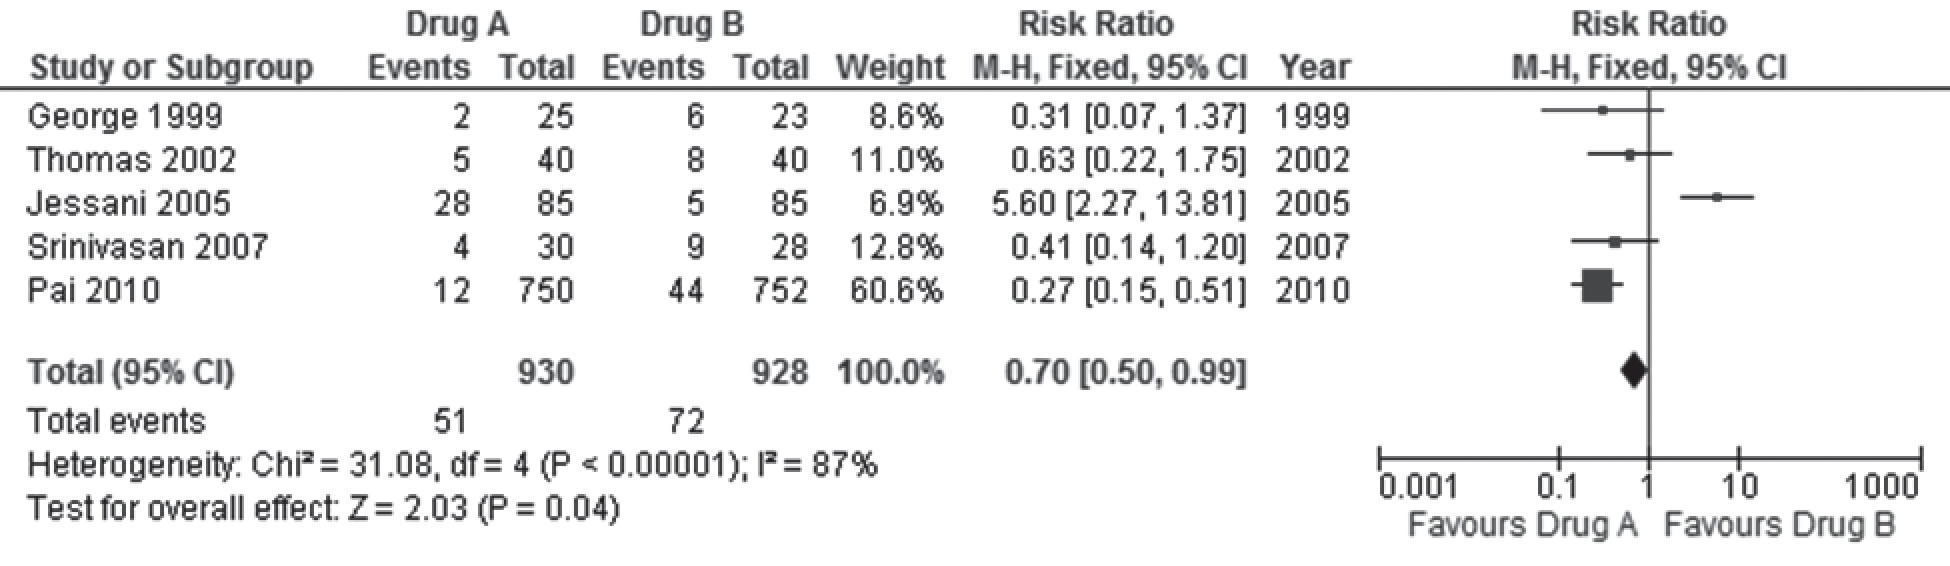 Drug A Drug B Risk Ratio Risk Ratio
Study or Subgroup Events Total Events Total Weight M-H, Fixed, 95% CI Year M-H, Fixed, 95% CI
George 1999 2 25 6 23 8.6% 0.31 [0.07, 1.37] 1999
Thomas 2002 5 40 8 40 11.0% 0.63 [0.22, 1.75] 2002
Jessani 2005 28 85 5 85 6.9% 5.60 [2.27, 13.81] 2005
Srinivasan 2007 4 30 9 28 12.8% 0.41 [0.14, 1.20] 2007
Pai 2010 12 750 44 752 60.6% 0.27 [0.15, 0.51] 2010
Total (95% CI) 930 928 100.0% 0.70 [0.50, 0.99]
Total events 51 72
Heterogeneity: Chi² = 31.08, df = 4 (P < 0.00001); I² = 87%
Test for overall effect: Z = 2.03 (P = 0.04)
0.001 0.1 1 10 1000
Favours Drug A Favours Drug B